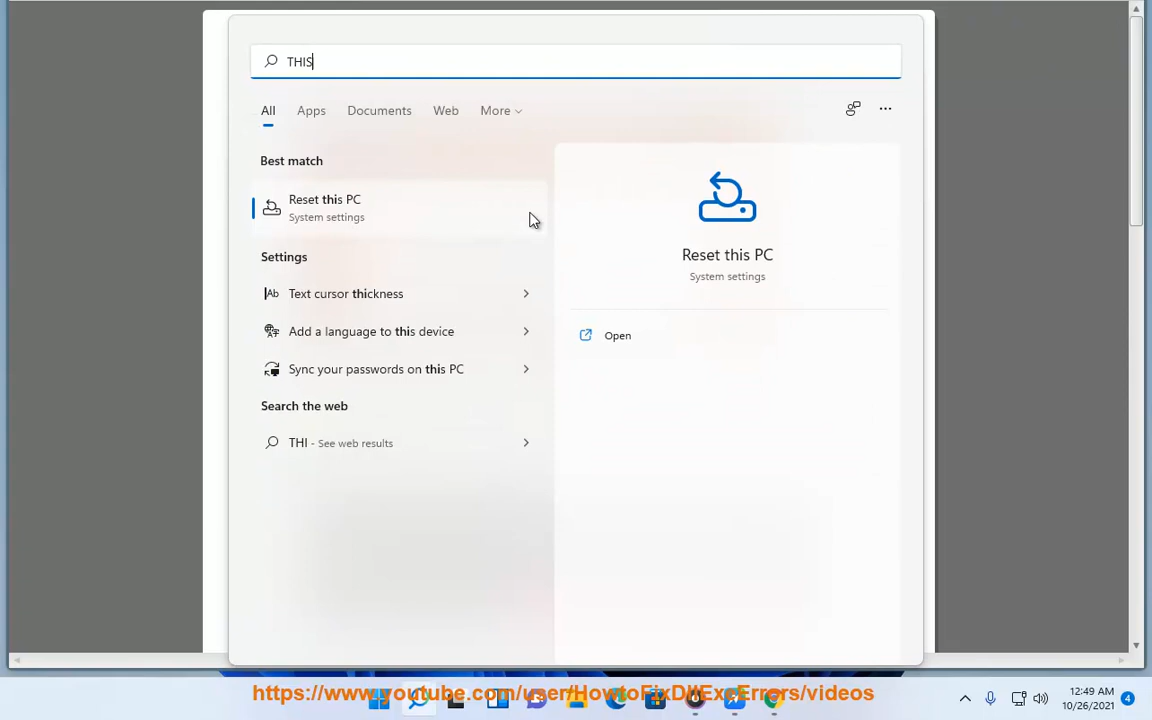 THIS
All Apps Documents Web More
Best match
Reset this PC
System settings
Settings
Text cursor thickness
Add a language to this device
Sync your passwords on this PC
Search the web
THI - See web results
Reset this PC
System settings
Open
https://www.youtube.com/user/HowtoFixDllExeErrors/videos
12:49 AM
10/26/2021
4